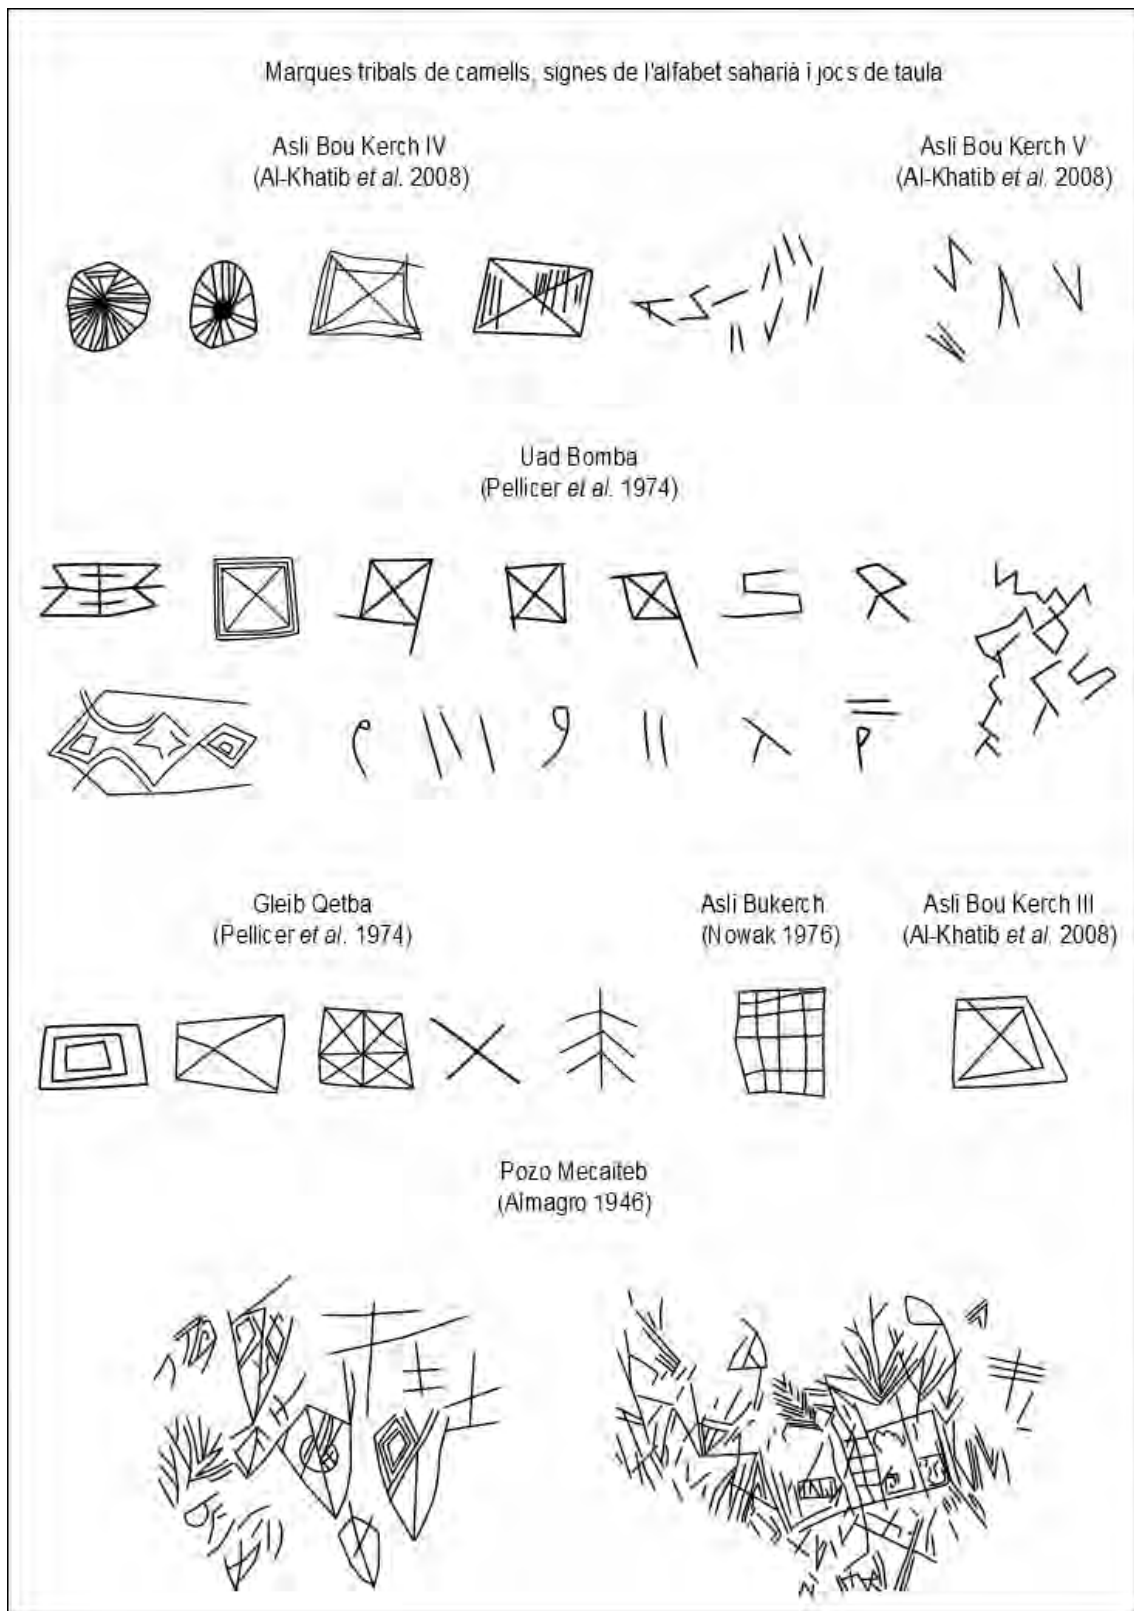 Marques tribals de camells, signes de l'alfabet saharià i jocs de taula
Asli Bou Kerch IV
(Al-Khatib et al. 2008)
Asli Bou Kerch V
(Al-Khatib et al. 2008)
Uad Bomba
(Pellicer et al. 1974)
Gleib Qetba
(Pellicer et al. 1974)
Asli Bukerch
(Nowak 1976)
Asli Bou Kerch III
(Al-Khatib et al. 2008)
Pozo Mecaiteb
(Almagro 1946)